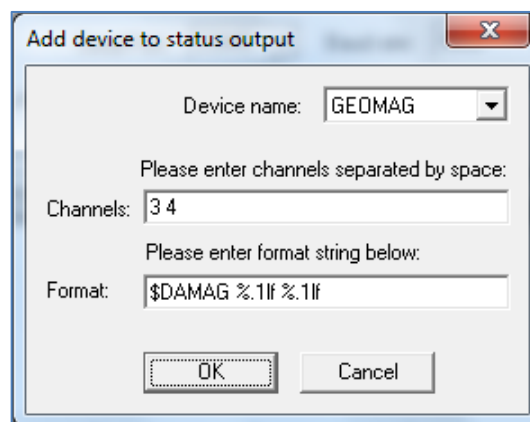 Add device to status output
Device name: GEOMAG
Please enter channels separated by space:
Channels: 3 4
Please enter format string below:
Format: $DAMAG %.1lf %.1lf
OK Cancel